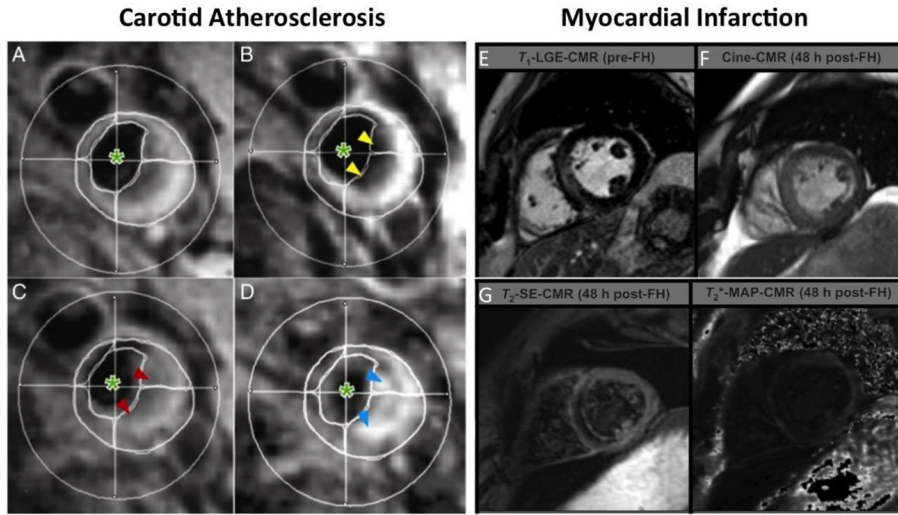 Carotid Atherosclerosis
Myocardial Infarction
A
B
E
T₁-LGE-CMR (pre-FH)
F
Cine-CMR (48 h post-FH)
C
D
G
T₂-SE-CMR (48 h post-FH)
T₂*-MAP-CMR (48 h post-FH)